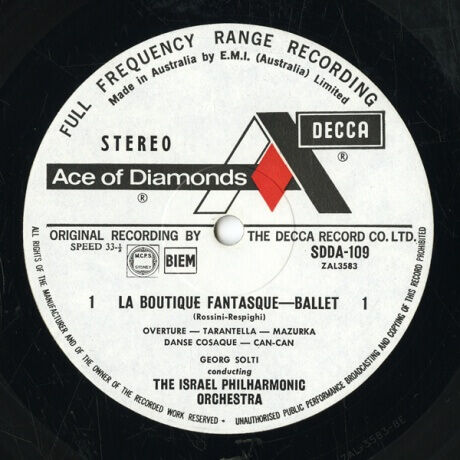 FULL FREQUENCY RANGE RECORDING
Made in Australia by E.M.I. (Australia) Limited
STEREO
DECCA
®
Ace of Diamonds
®
ORIGINAL RECORDING BY THE DECCA RECORD CO. LTD.
SPEED 33-⅓
M.C.P.S.
SYDNEY
BIEM
SDDA-109
ZAL3583
1 LA BOUTIQUE FANTASQUE—BALLET 1
(Rossini-Respighi)
OVERTURE — TARANTELLA — MAZURKA
DANSE COSAQUE — CAN-CAN
GEORG SOLTI
conducting
THE ISRAEL PHILHARMONIC
ORCHESTRA
ALL RIGHTS OF THE MANUFACTURER AND OF THE OWNER OF THE RECORDED WORK RESERVED - UNAUTHORISED PUBLIC PERFORMANCE BROADCASTING AND COPYING OF THIS RECORD PROHIBITED